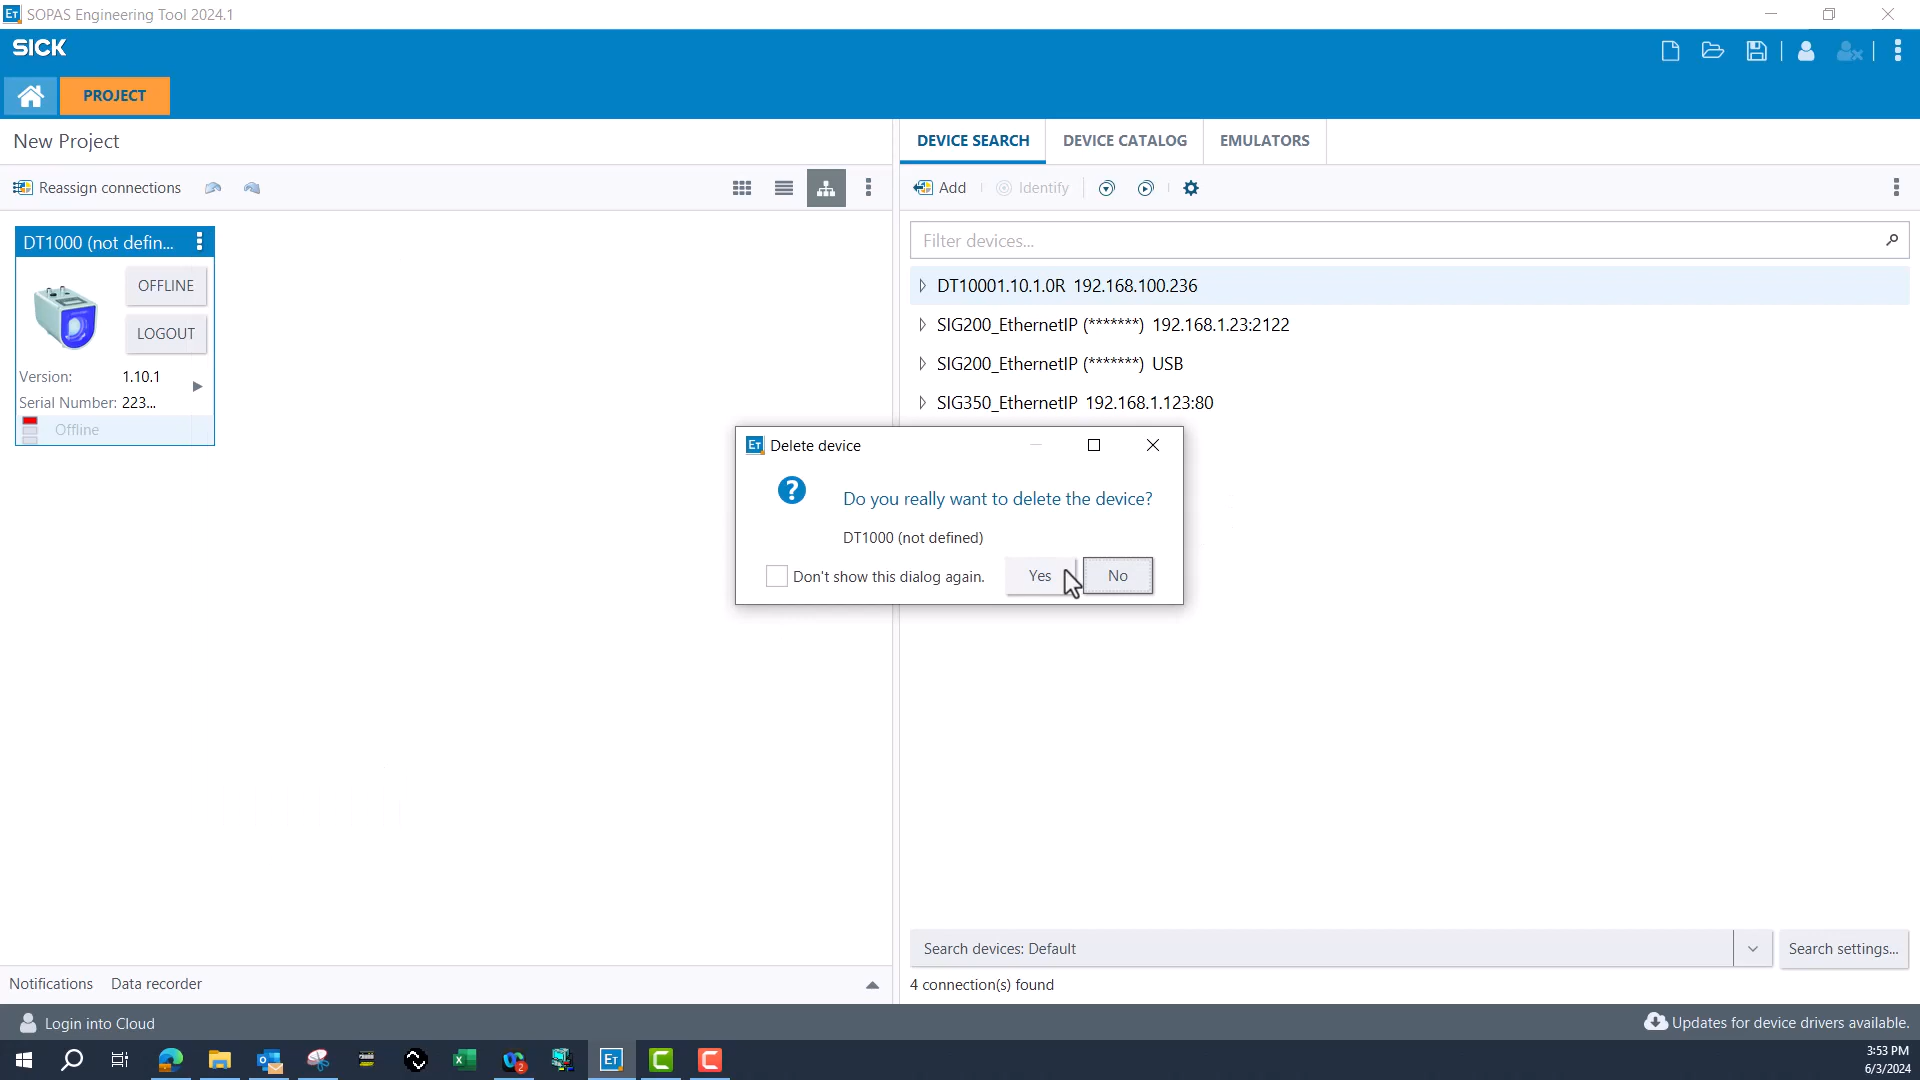 SOPAS Engineering Tool 2024.1
SICK
PROJECT
New Project
Reassign connections
DT1000 (not defin...
OFFLINE
LOGOUT
Version: 1.10.1
Serial Number: 223...
Offline
DEVICE SEARCH
DEVICE CATALOG
EMULATORS
Add
Identify
Filter devices...
DT10001.10.1.0R 192.168.100.236
SIG200_EthernetIP (*******) 192.168.1.23:2122
SIG200_EthernetIP (*******) USB
SIG350_EthernetIP 192.168.1.123:80
Delete device
Do you really want to delete the device?
DT1000 (not defined)
Don't show this dialog again.
Yes
No
Search devices: Default
Search settings...
4 connection(s) found
Notifications
Data recorder
Login into Cloud
Updates for device drivers available.
3:53 PM
6/3/2024